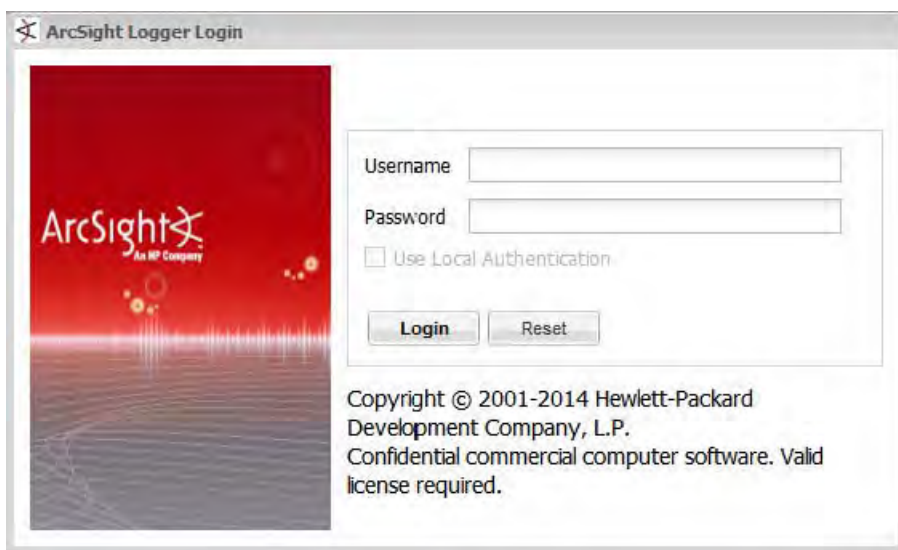 ArcSight Logger Login
ArcSight
An HP Company
Username
Password
Use Local Authentication
Login
Reset
Copyright © 2001-2014 Hewlett-Packard
Development Company, L.P.
Confidential commercial computer software. Valid
license required.